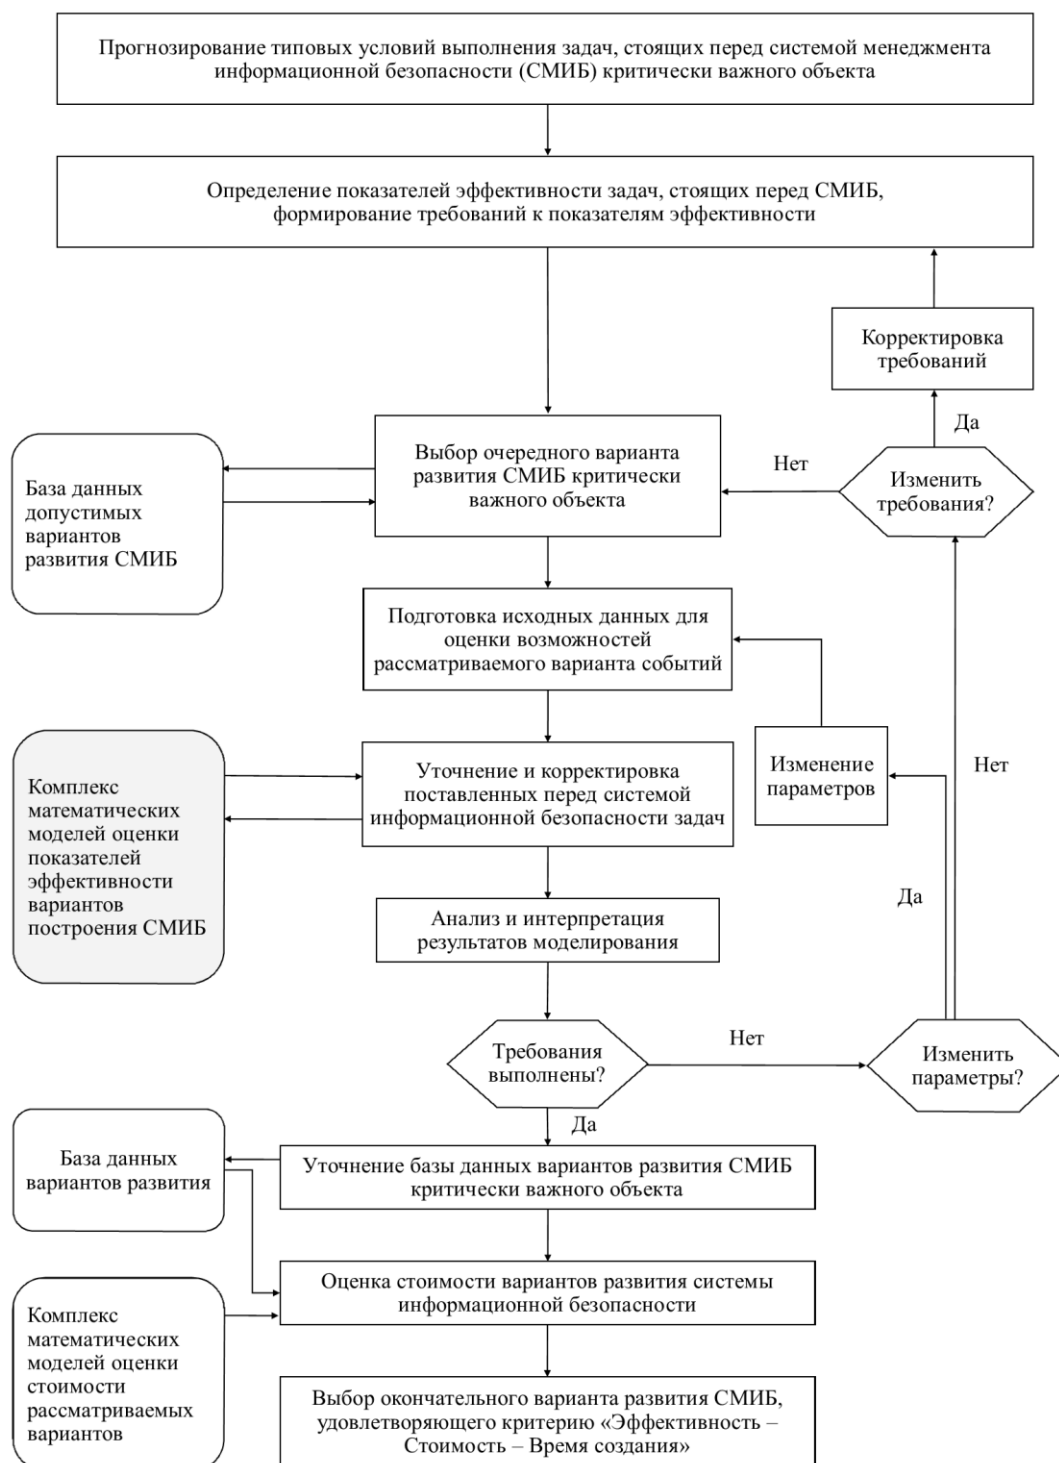 Прогнозирование типовых условий выполнения задач, стоящих перед системой менеджмента
информационной безопасности (СМИБ) критически важного объекта
Определение показателей эффективности задач, стоящих перед СМИБ,
формирование требований к показателям эффективности
Корректировка
требований
Да
Выбор очередного варианта
развития СМИБ критически
важного объекта
Нет
Изменить
требования?
База данных
допустимых
вариантов
развития СМИБ
Подготовка исходных данных для
оценки возможностей
рассматриваемого варианта событий
Комплекс
математических
моделей оценки
показателей
эффективности
вариантов
построения СМИБ
Уточнение и корректировка
поставленных перед системой
информационной безопасности задач
Изменение
параметров
Нет
Да
Анализ и интерпретация
результатов моделирования
Требования
выполнены?
Нет
Изменить
параметры?
Да
База данных
вариантов развития
Уточнение базы данных вариантов развития СМИБ
критически важного объекта
Оценка стоимости вариантов развития системы
информационной безопасности
Комплекс
математических
моделей оценки
стоимости
рассматриваемых
вариантов
Выбор окончательного варианта развития СМИБ,
удовлетворяющего критерию «Эффективность –
Стоимость – Время создания»